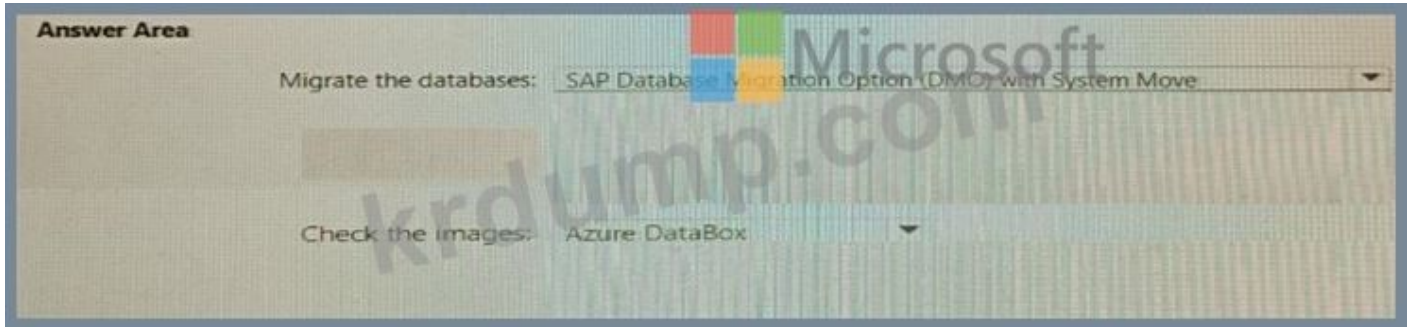 Answer Area
Microsoft
Migrate the databases: SAP Database Migration Option (DMO) with System Move
krdump.com
Check the images: Azure DataBox